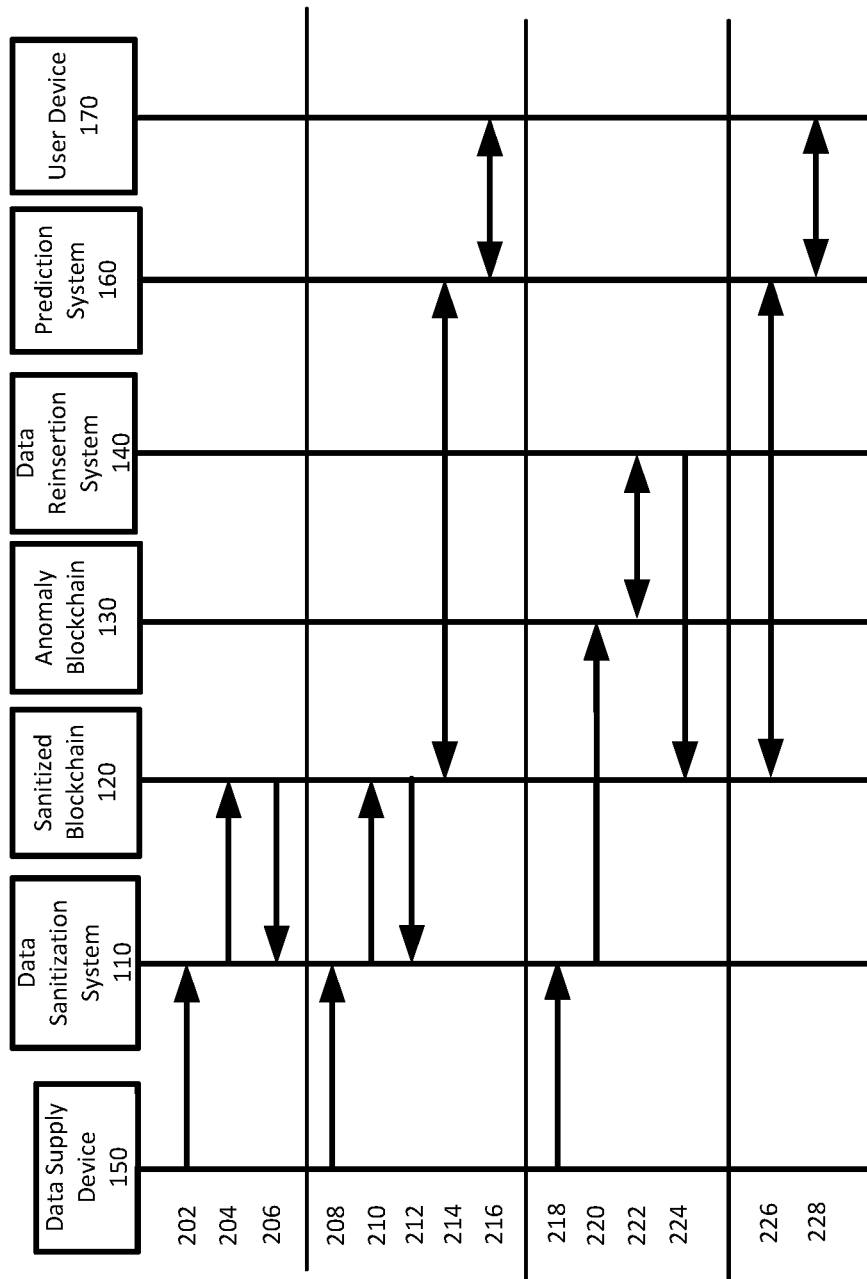 Data Supply
Device
150
Data
Sanitization
System
110
Sanitized
Blockchain
120
Anomaly
Blockchain
130
Data
Reinsertion
System
140
Prediction
System
160
User Device
170
202
204
206
208
210
212
214
216
218
220
222
224
226
228